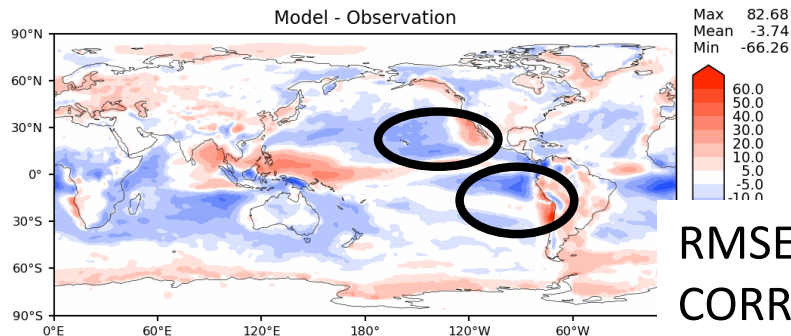 Model - Observation
Max 82.68
Mean -3.74
Min -66.26
90°N
60°N
30°N
0°
30°S
60°S
90°S
0°E 60°E 120°E 180° 120°W 60°W
60.0
50.0
40.0
30.0
20.0
10.0
5.0
-5.0
-10.0
RMSE
CORR